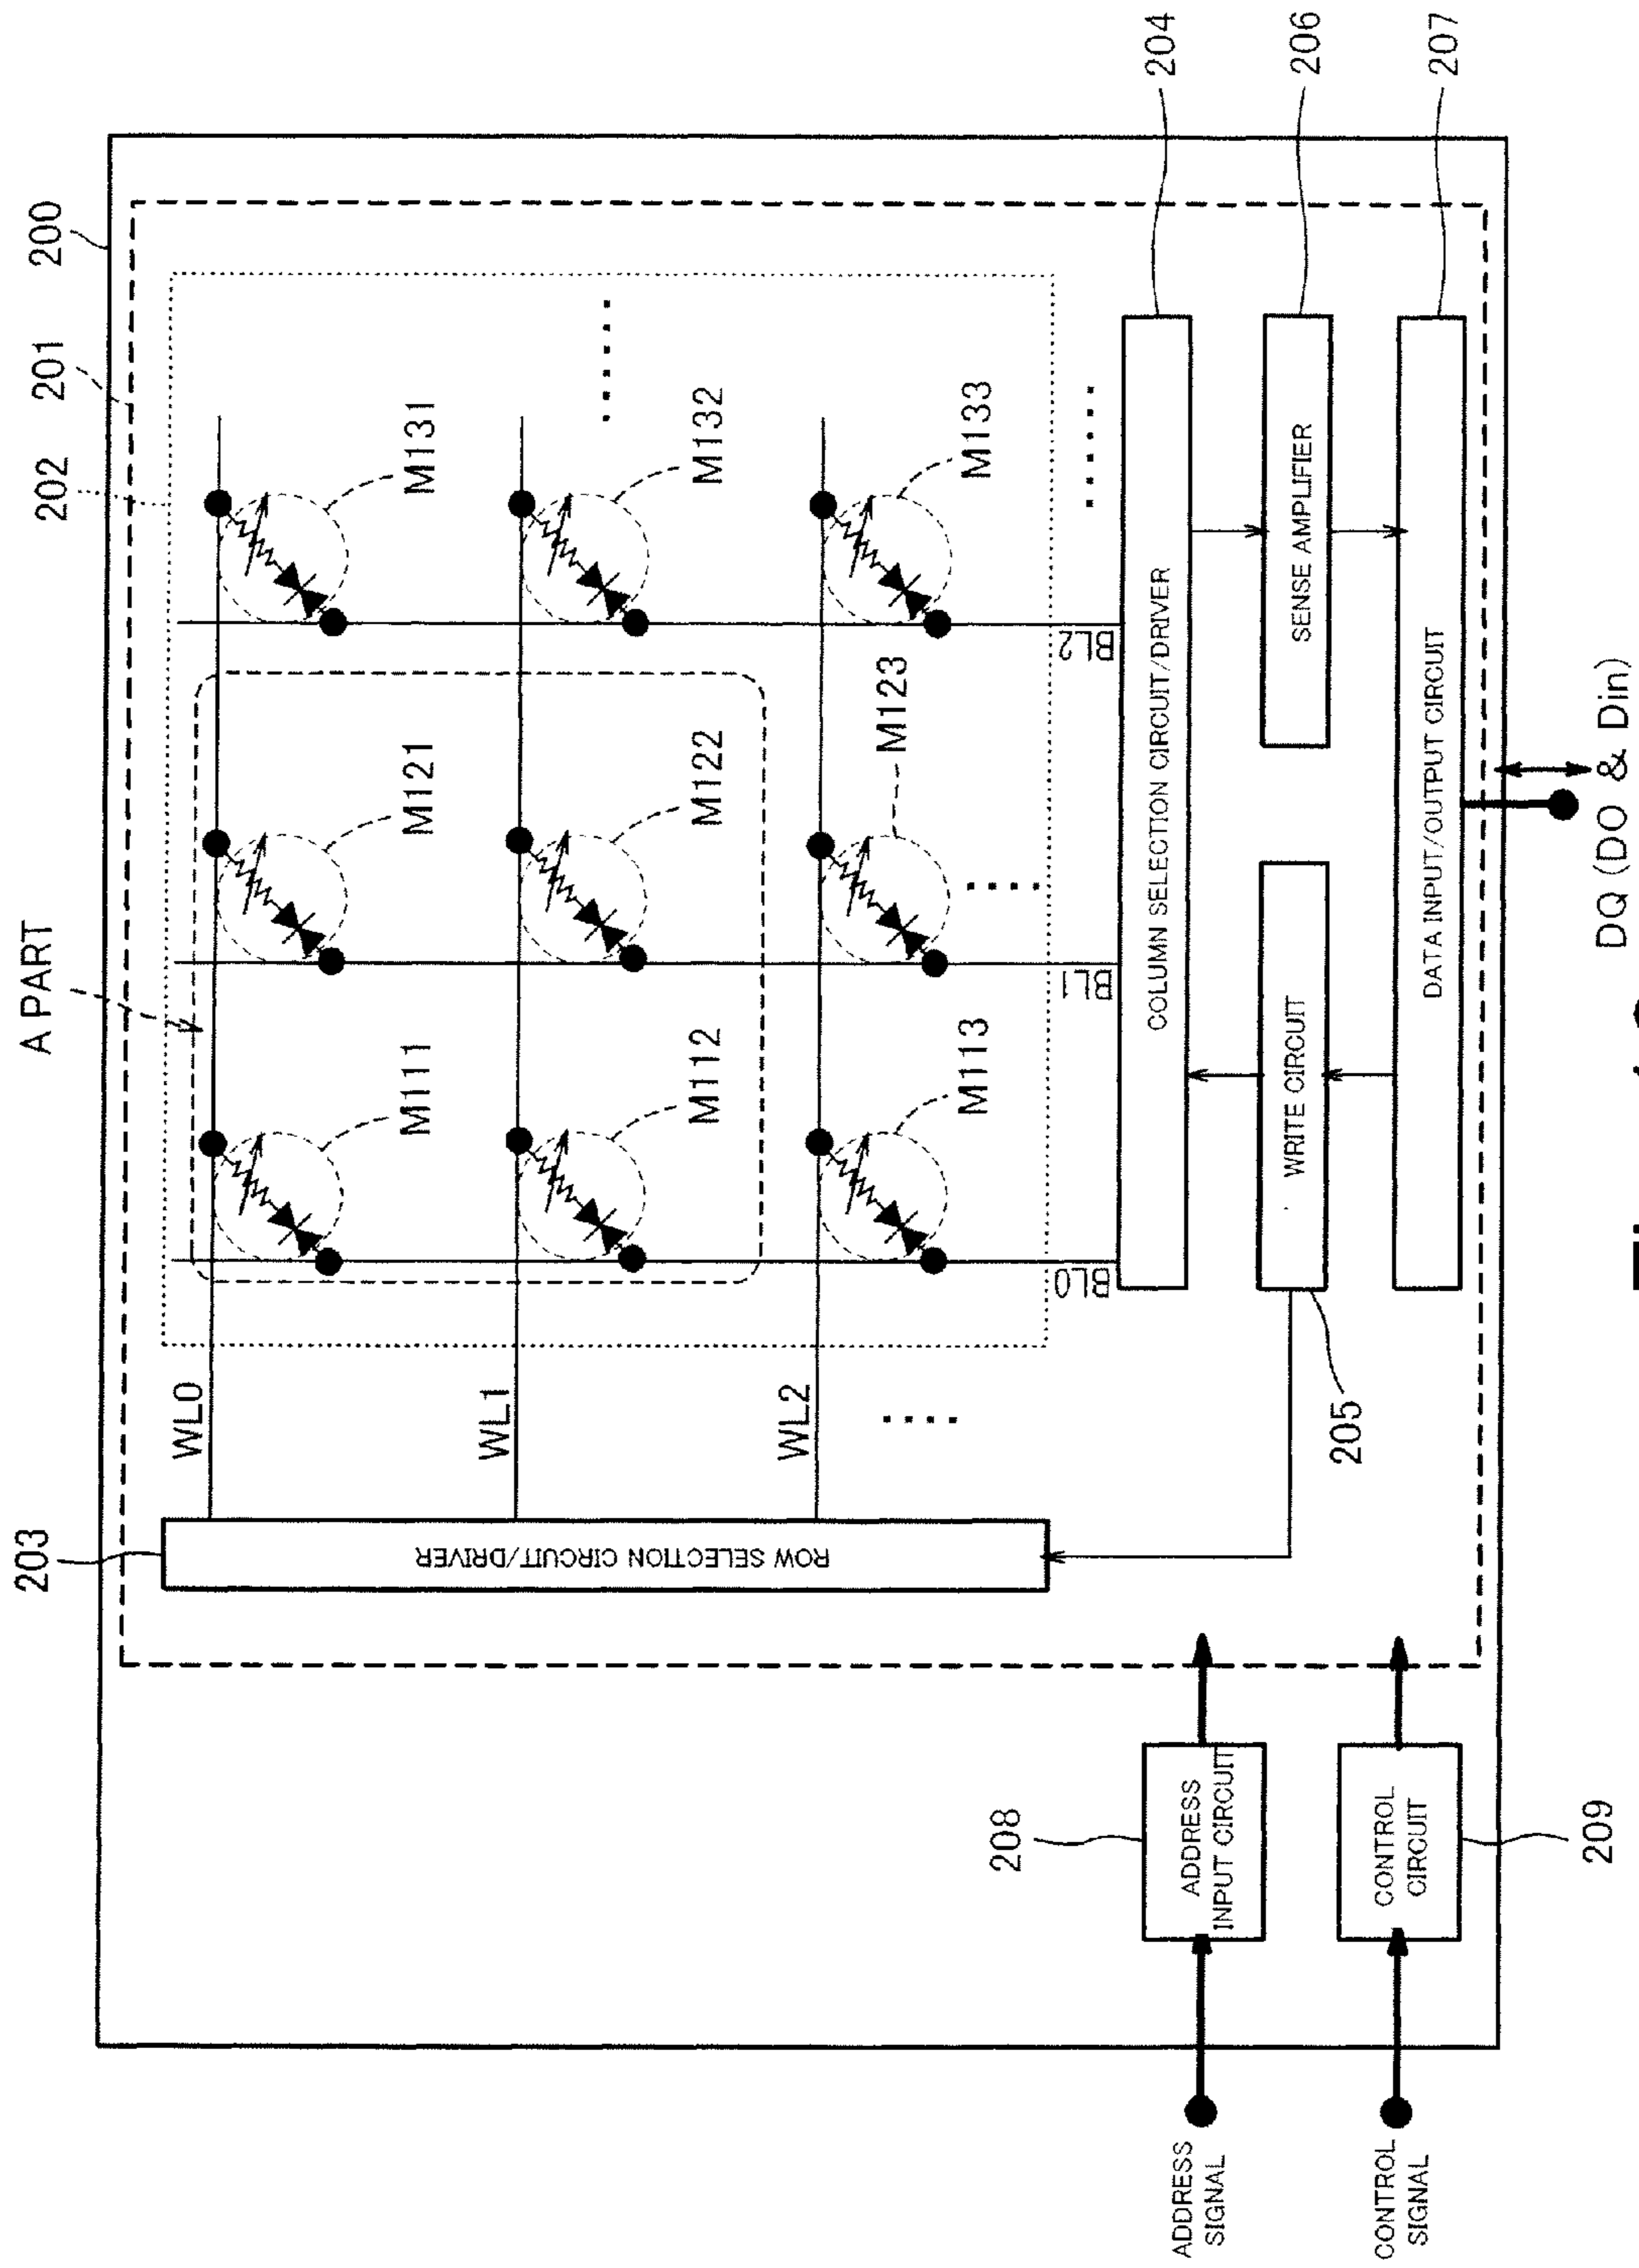 203
A PART
202
201
200
WL0
M111
M121
M131
WL1
ROW SELECTION CIRCUIT/DRIVER
M112
M122
M132
WL2
M113
M123
M133
BL0
BL1
BL2
208
ADDRESS
SIGNAL
ADDRESS
INPUT CIRCUIT
COLUMN SELECTION CIRCUIT/DRIVER
204
205
WRITE CIRCUIT
SENSE AMPLIFIER
206
CONTROL
SIGNAL
CONTROL
CIRCUIT
DATA INPUT/OUTPUT CIRCUIT
207
209
DQ (DO & Din)